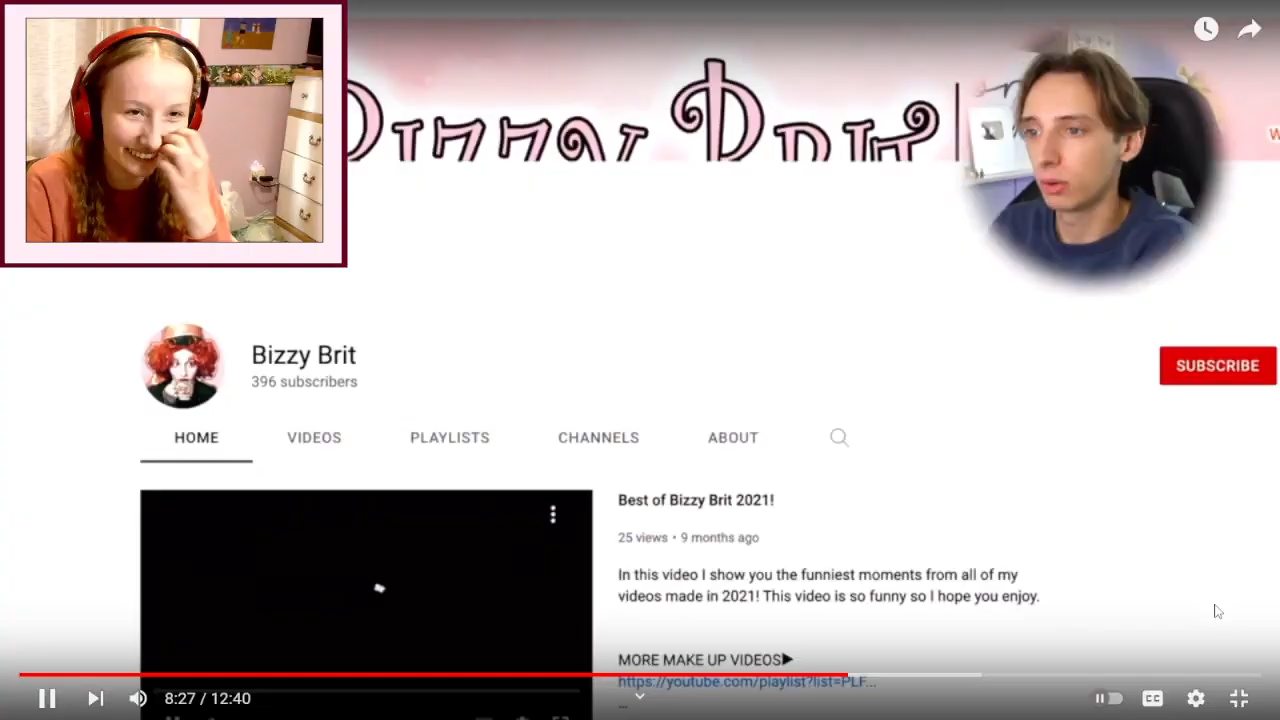 Bizzy Brit
Bizzy Brit
396 subscribers
SUBSCRIBE
HOME VIDEOS PLAYLISTS CHANNELS ABOUT
Best of Bizzy Brit 2021!
25 views • 9 months ago
In this video I show you the funniest moments from all of my
videos made in 2021! This video is so funny so I hope you enjoy.
MORE MAKE UP VIDEOS▶
https://youtube.com/playlist?list=PLF...
8:27 / 12:40
CC